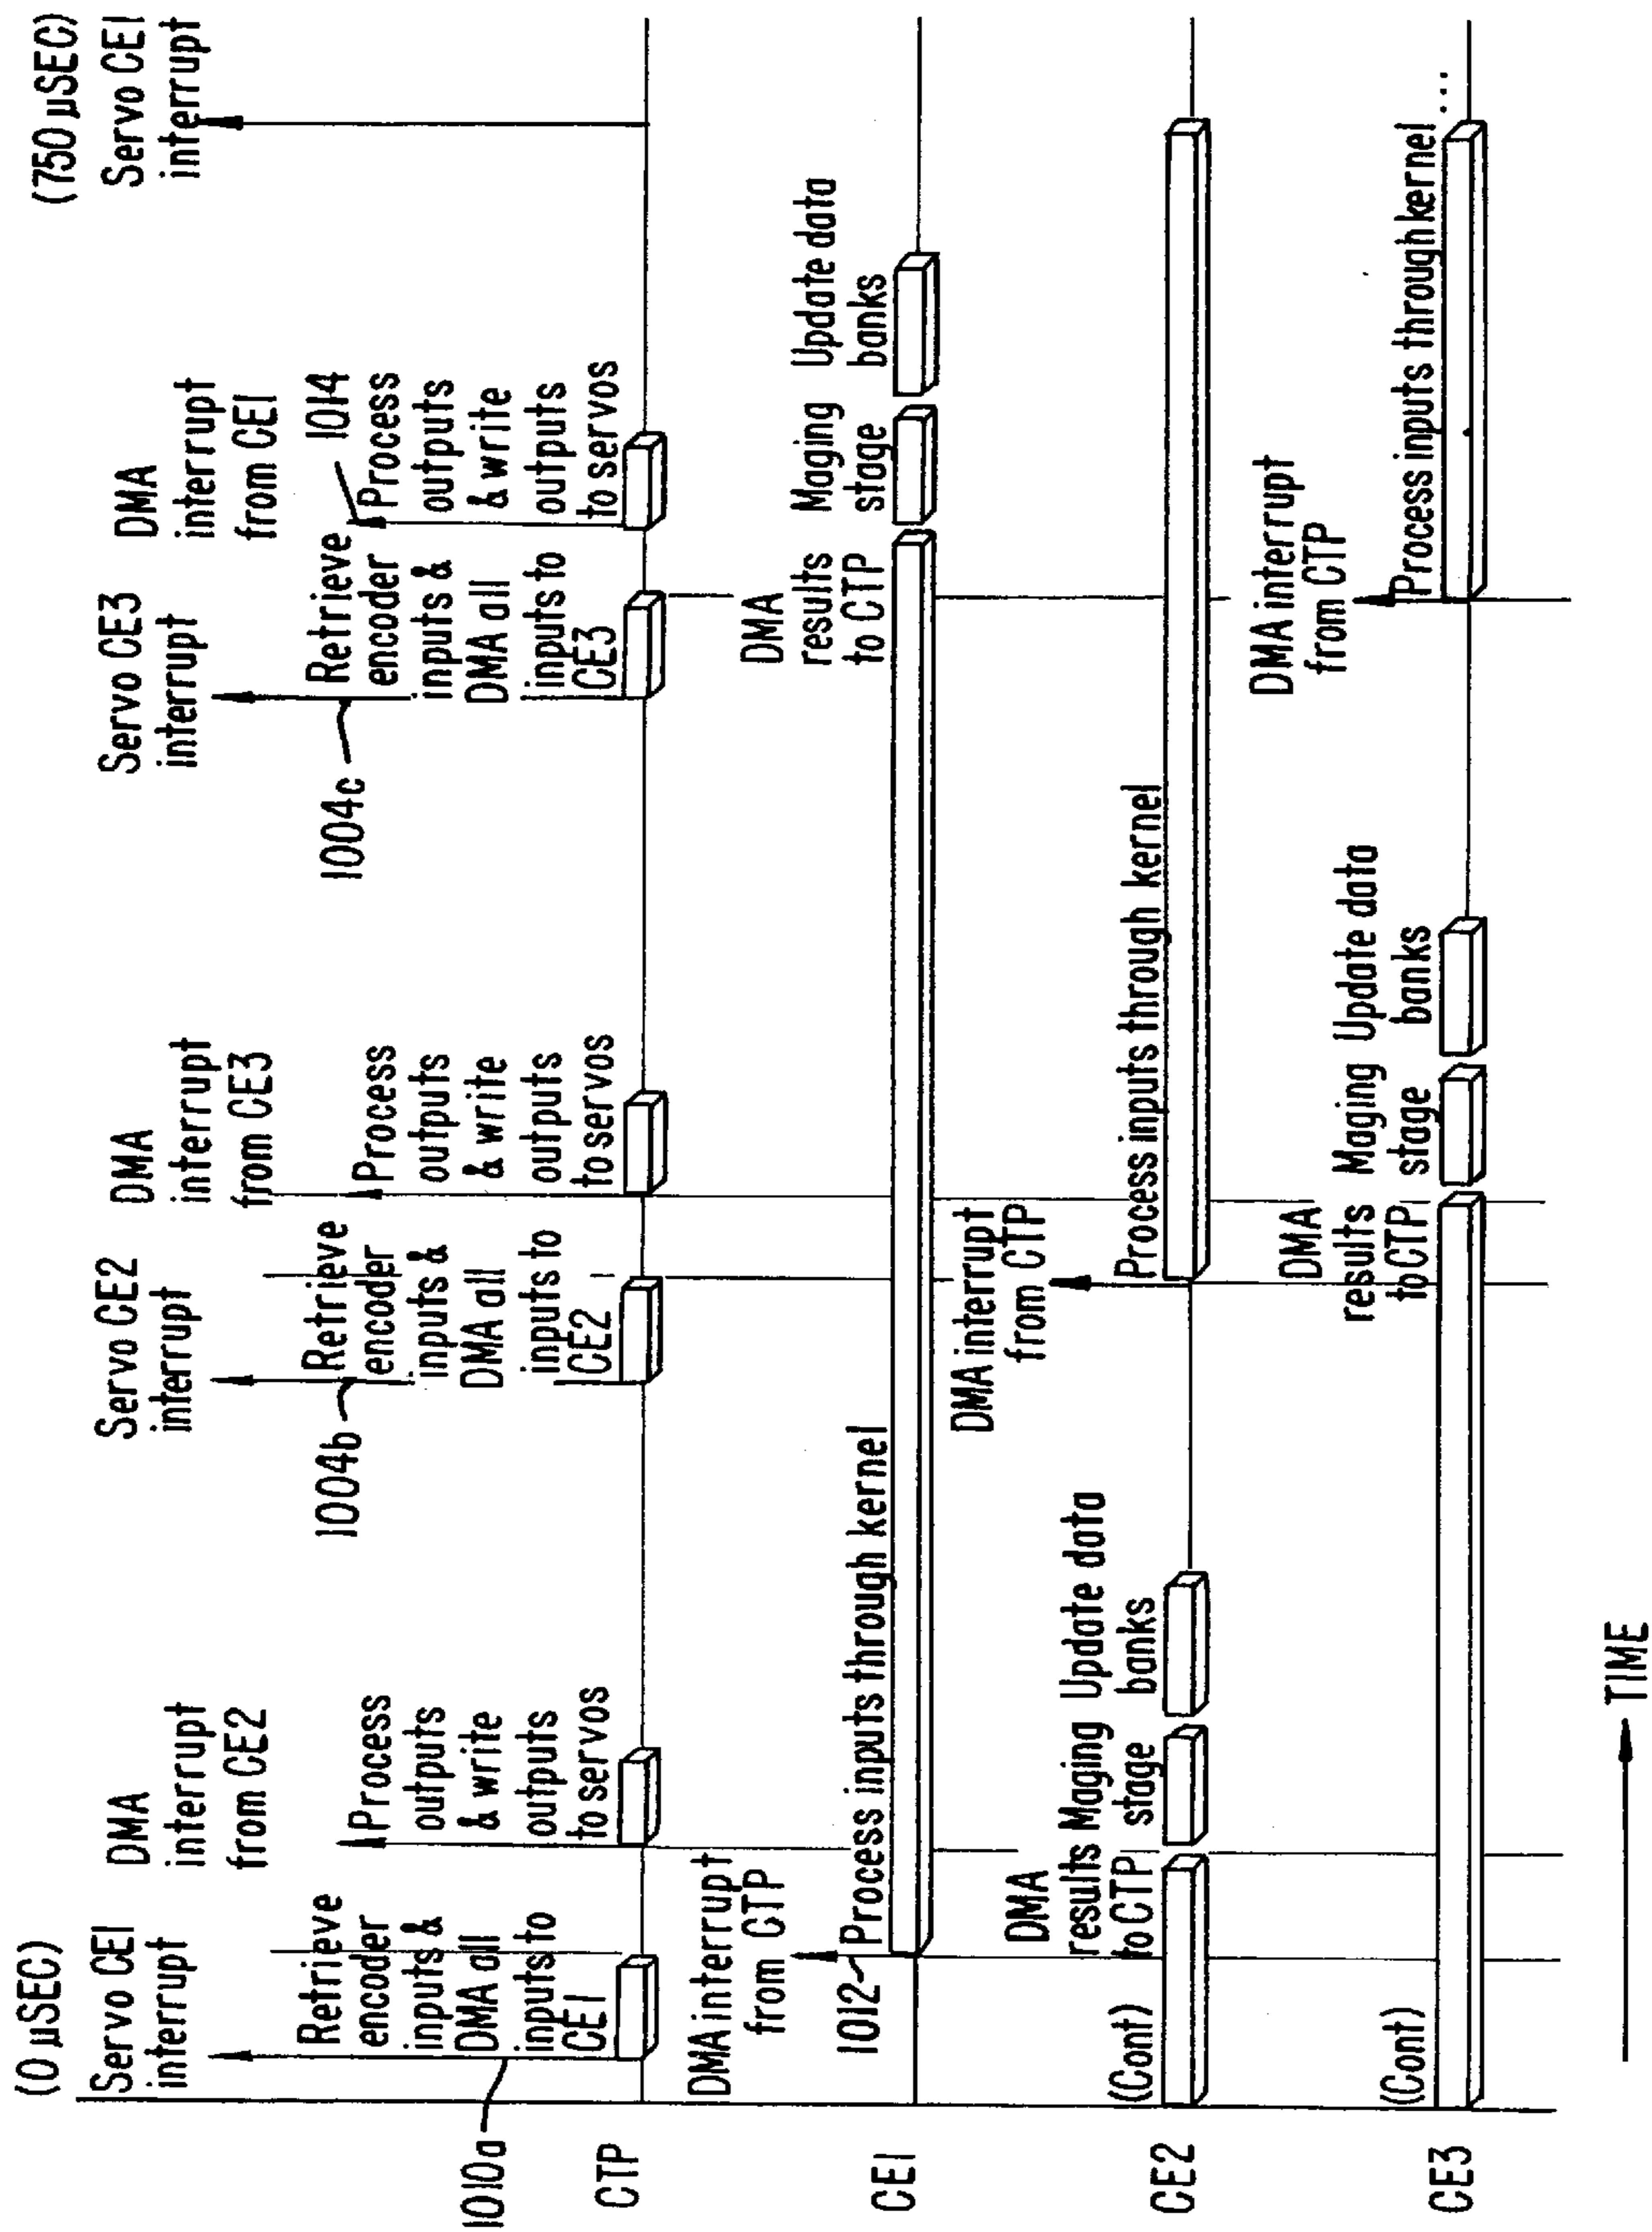 (0 µSEC)
Servo CE1
interrupt
DMA
interrupt
from CE2
Servo CE2
interrupt
DMA
interrupt
from CE3
Servo CE3
interrupt
DMA
interrupt
from CE1
(750 µSEC)
Servo CE1
interrupt
1010a
Retrieve
encoder
inputs &
DMA all
inputs to
CE1
Process
outputs
& write
outputs
to servos
1004b
Retrieve
encoder
inputs &
DMA all
inputs to
CE2
Process
outputs
& write
outputs
to servos
1004c
Retrieve
encoder
inputs &
DMA all
inputs to
CE3
1014
Process
outputs
& write
outputs
to servos
CTP
DMA interrupt
from CTP
1012
Process inputs through kernel
DMA
results
to CTP
Maging
stage
Update data
banks
CE1
(Cont)
DMA
results
to CTP
Maging
stage
Update data
banks
DMA interrupt
from CTP
Process inputs through kernel
CE2
(Cont)
DMA
results
to CTP
Maging
stage
Update data
banks
DMA interrupt
from CTP
Process inputs through kernel
...
CE3
TIME